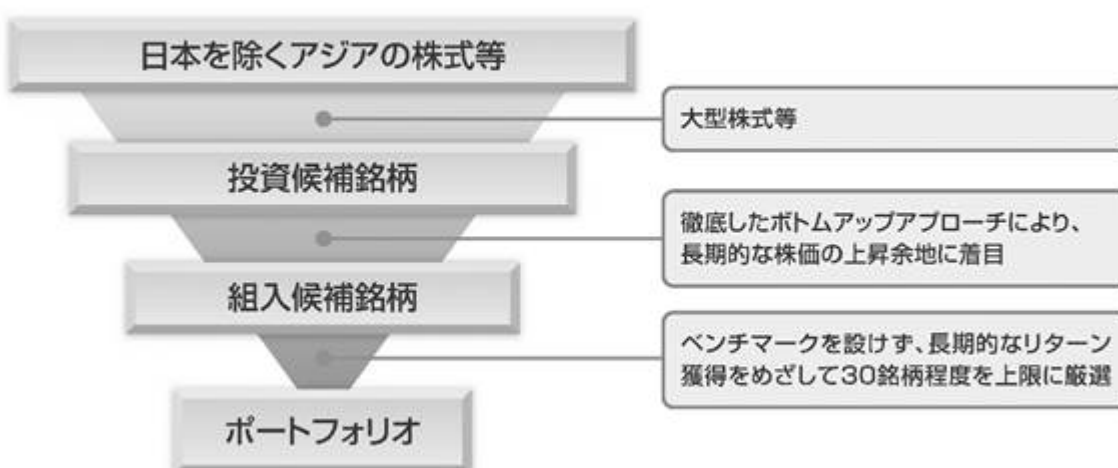 日本を除くアジアの株式等
大型株式等
投資候補銘柄
徹底したボトムアップアプローチにより、
長期的な株価の上昇余地に着目
組入候補銘柄
ベンチマークを設けず、長期的なリターン
獲得をめざして30銘柄程度を上限に厳選
ポートフォリオ